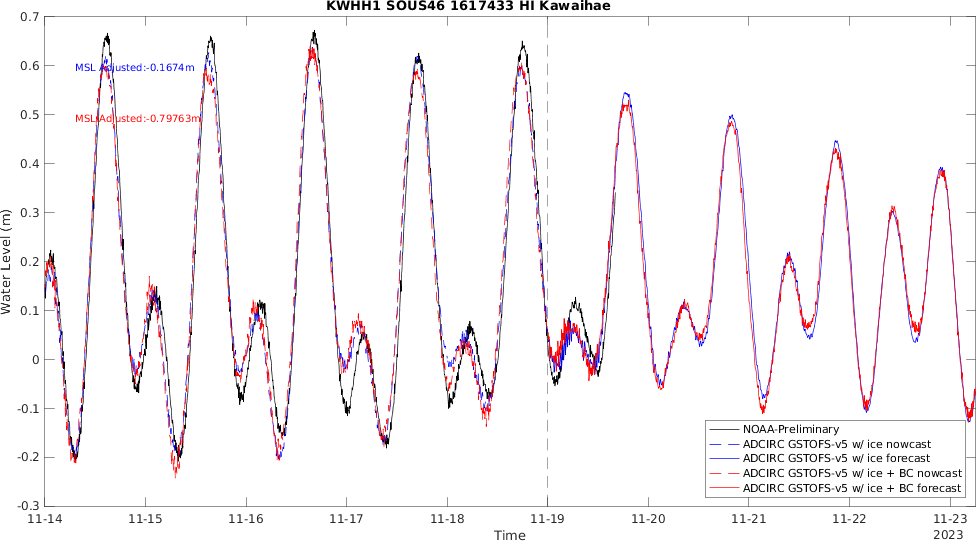 KWHH1 SOUS46 1617433 HI Kawaihae
0.7
0.6
0.5
0.4
0.3
0.2
0.1
0
-0.1
-0.2
-0.3
Water Level (m)
MSL Adjusted:-0.1674m
MSL Adjusted:-0.79763m
NOAA-Preliminary
ADCIRC GSTOFS-v5 w/ ice nowcast
ADCIRC GSTOFS-v5 w/ ice forecast
ADCIRC GSTOFS-v5 w/ ice + BC nowcast
ADCIRC GSTOFS-v5 w/ ice + BC forecast
11-14 11-15 11-16 11-17 11-18 11-19 11-20 11-21 11-22 11-23
Time
2023